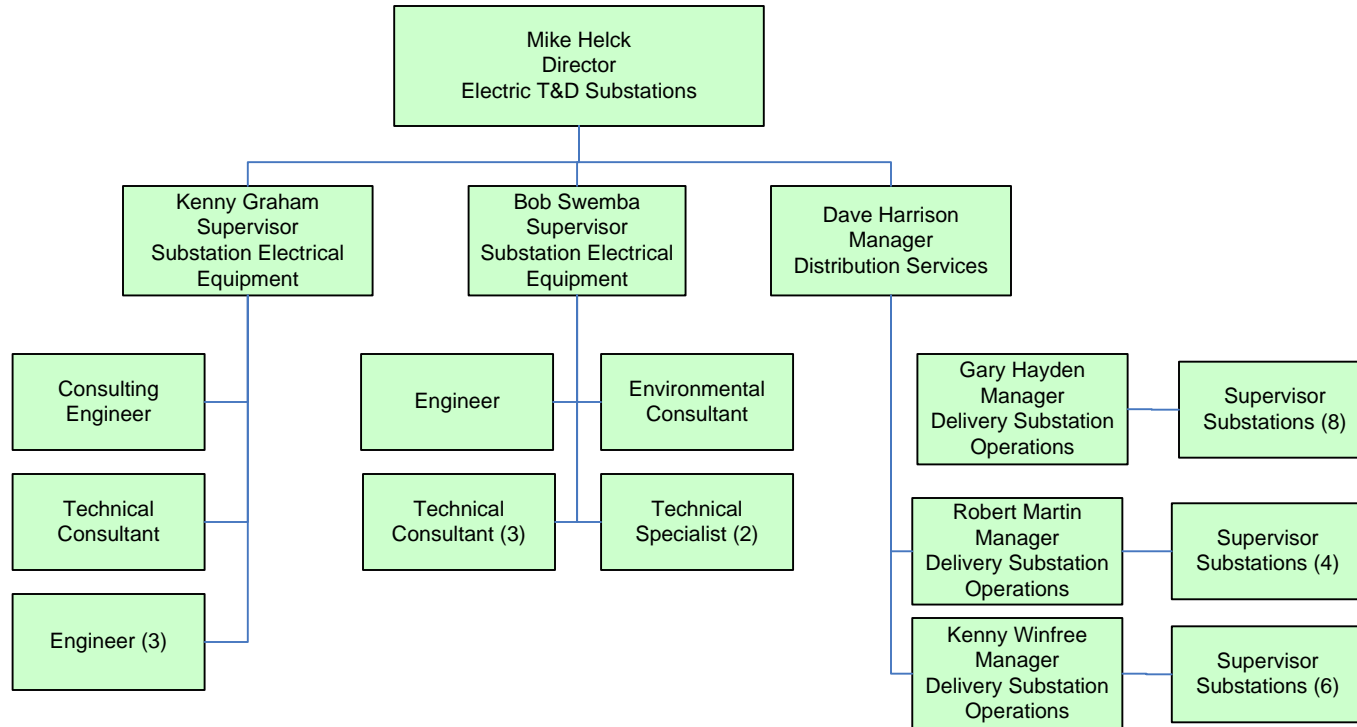 Mike Helck
Director
Electric T&D Substations
Kenny Graham
Supervisor
Substation Electrical
Equipment
Bob Swemba
Supervisor
Substation Electrical
Equipment
Dave Harrison
Manager
Distribution Services
Consulting
Engineer
Technical
Consultant
Engineer (3)
Engineer
Environmental
Consultant
Technical
Consultant (3)
Technical
Specialist (2)
Gary Hayden
Manager
Delivery Substation
Operations
Supervisor
Substations (8)
Robert Martin
Manager
Delivery Substation
Operations
Supervisor
Substations (4)
Kenny Winfree
Manager
Delivery Substation
Operations
Supervisor
Substations (6)